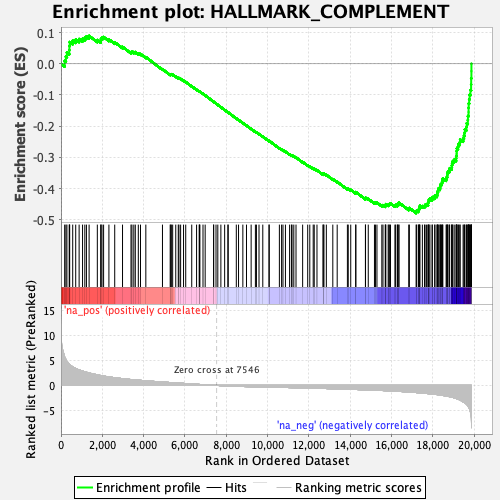 Enrichment plot: HALLMARK_COMPLEMENT
Enrichment score (ES)
0.1
0.0
-0.1
-0.2
-0.3
-0.4
-0.5
'na_pos' (positively correlated)
Ranked list metric (PreRanked)
15
10
5
0
-5
Zero cross at 7546
'na_neg' (negatively correlated)
0
2,000
4,000
6,000
8,000
10,000
12,000
14,000
16,000
18,000
20,000
Rank in Ordered Dataset
Enrichment profile
Hits
Ranking metric scores